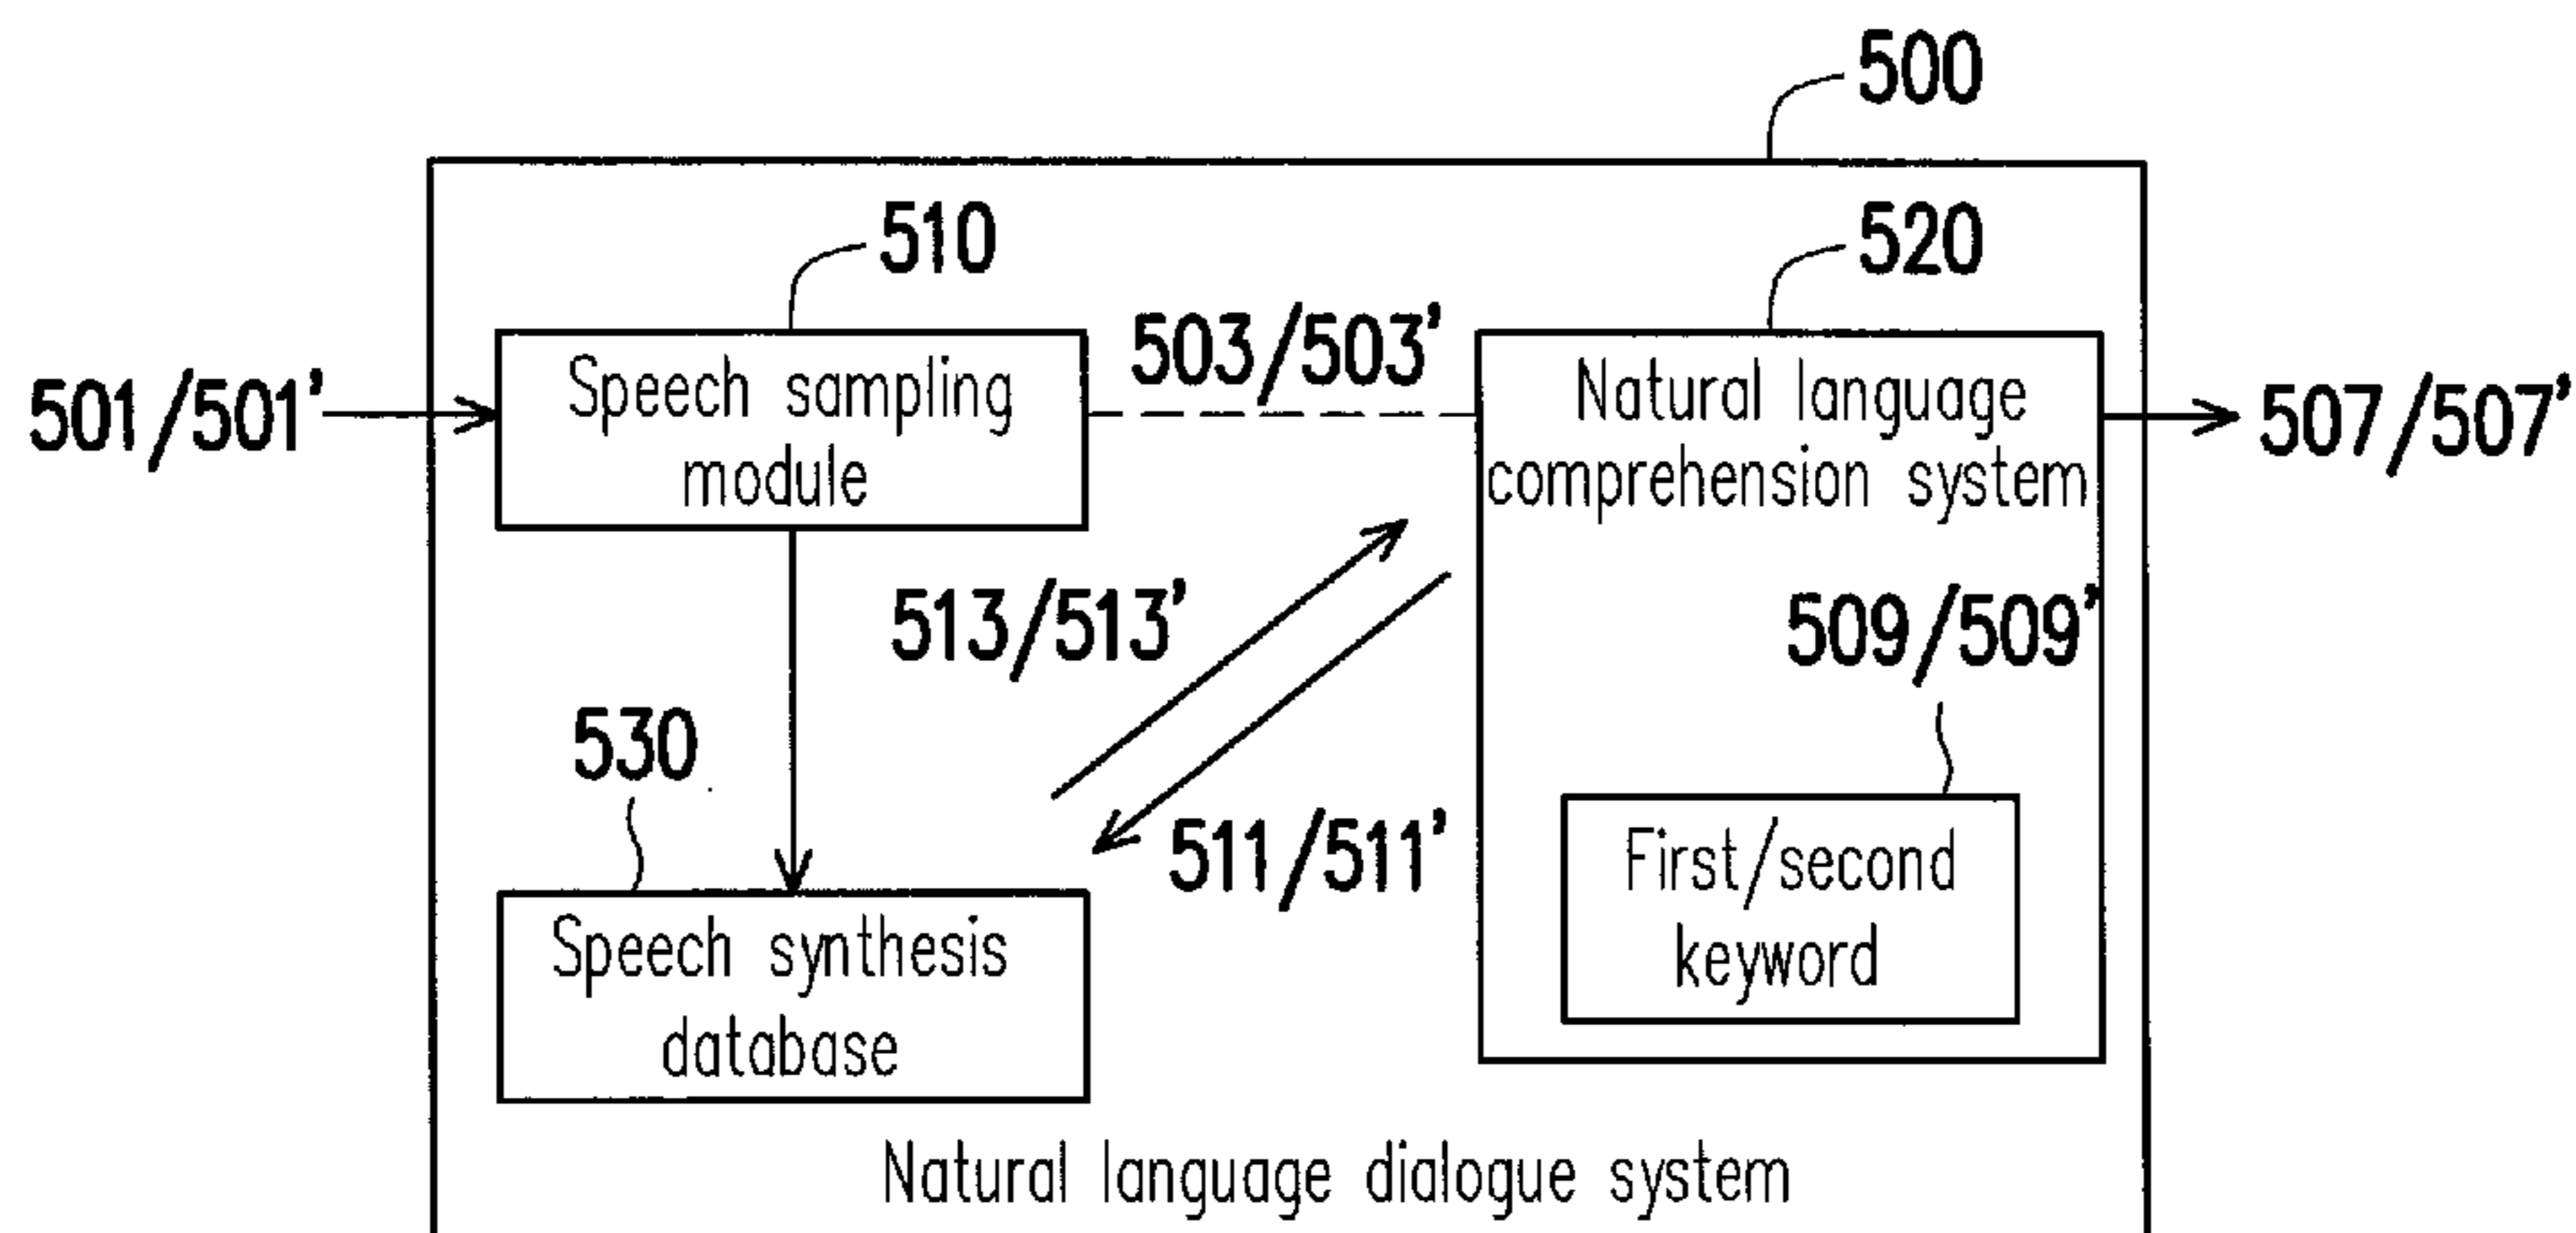 500
510
520
501/501'
Speech sampling
module
503/503'
Natural language
comprehension system
507/507'
513/513'
509/509'
530
511/511'
First/second
keyword
Speech synthesis
database
Natural language dialogue system